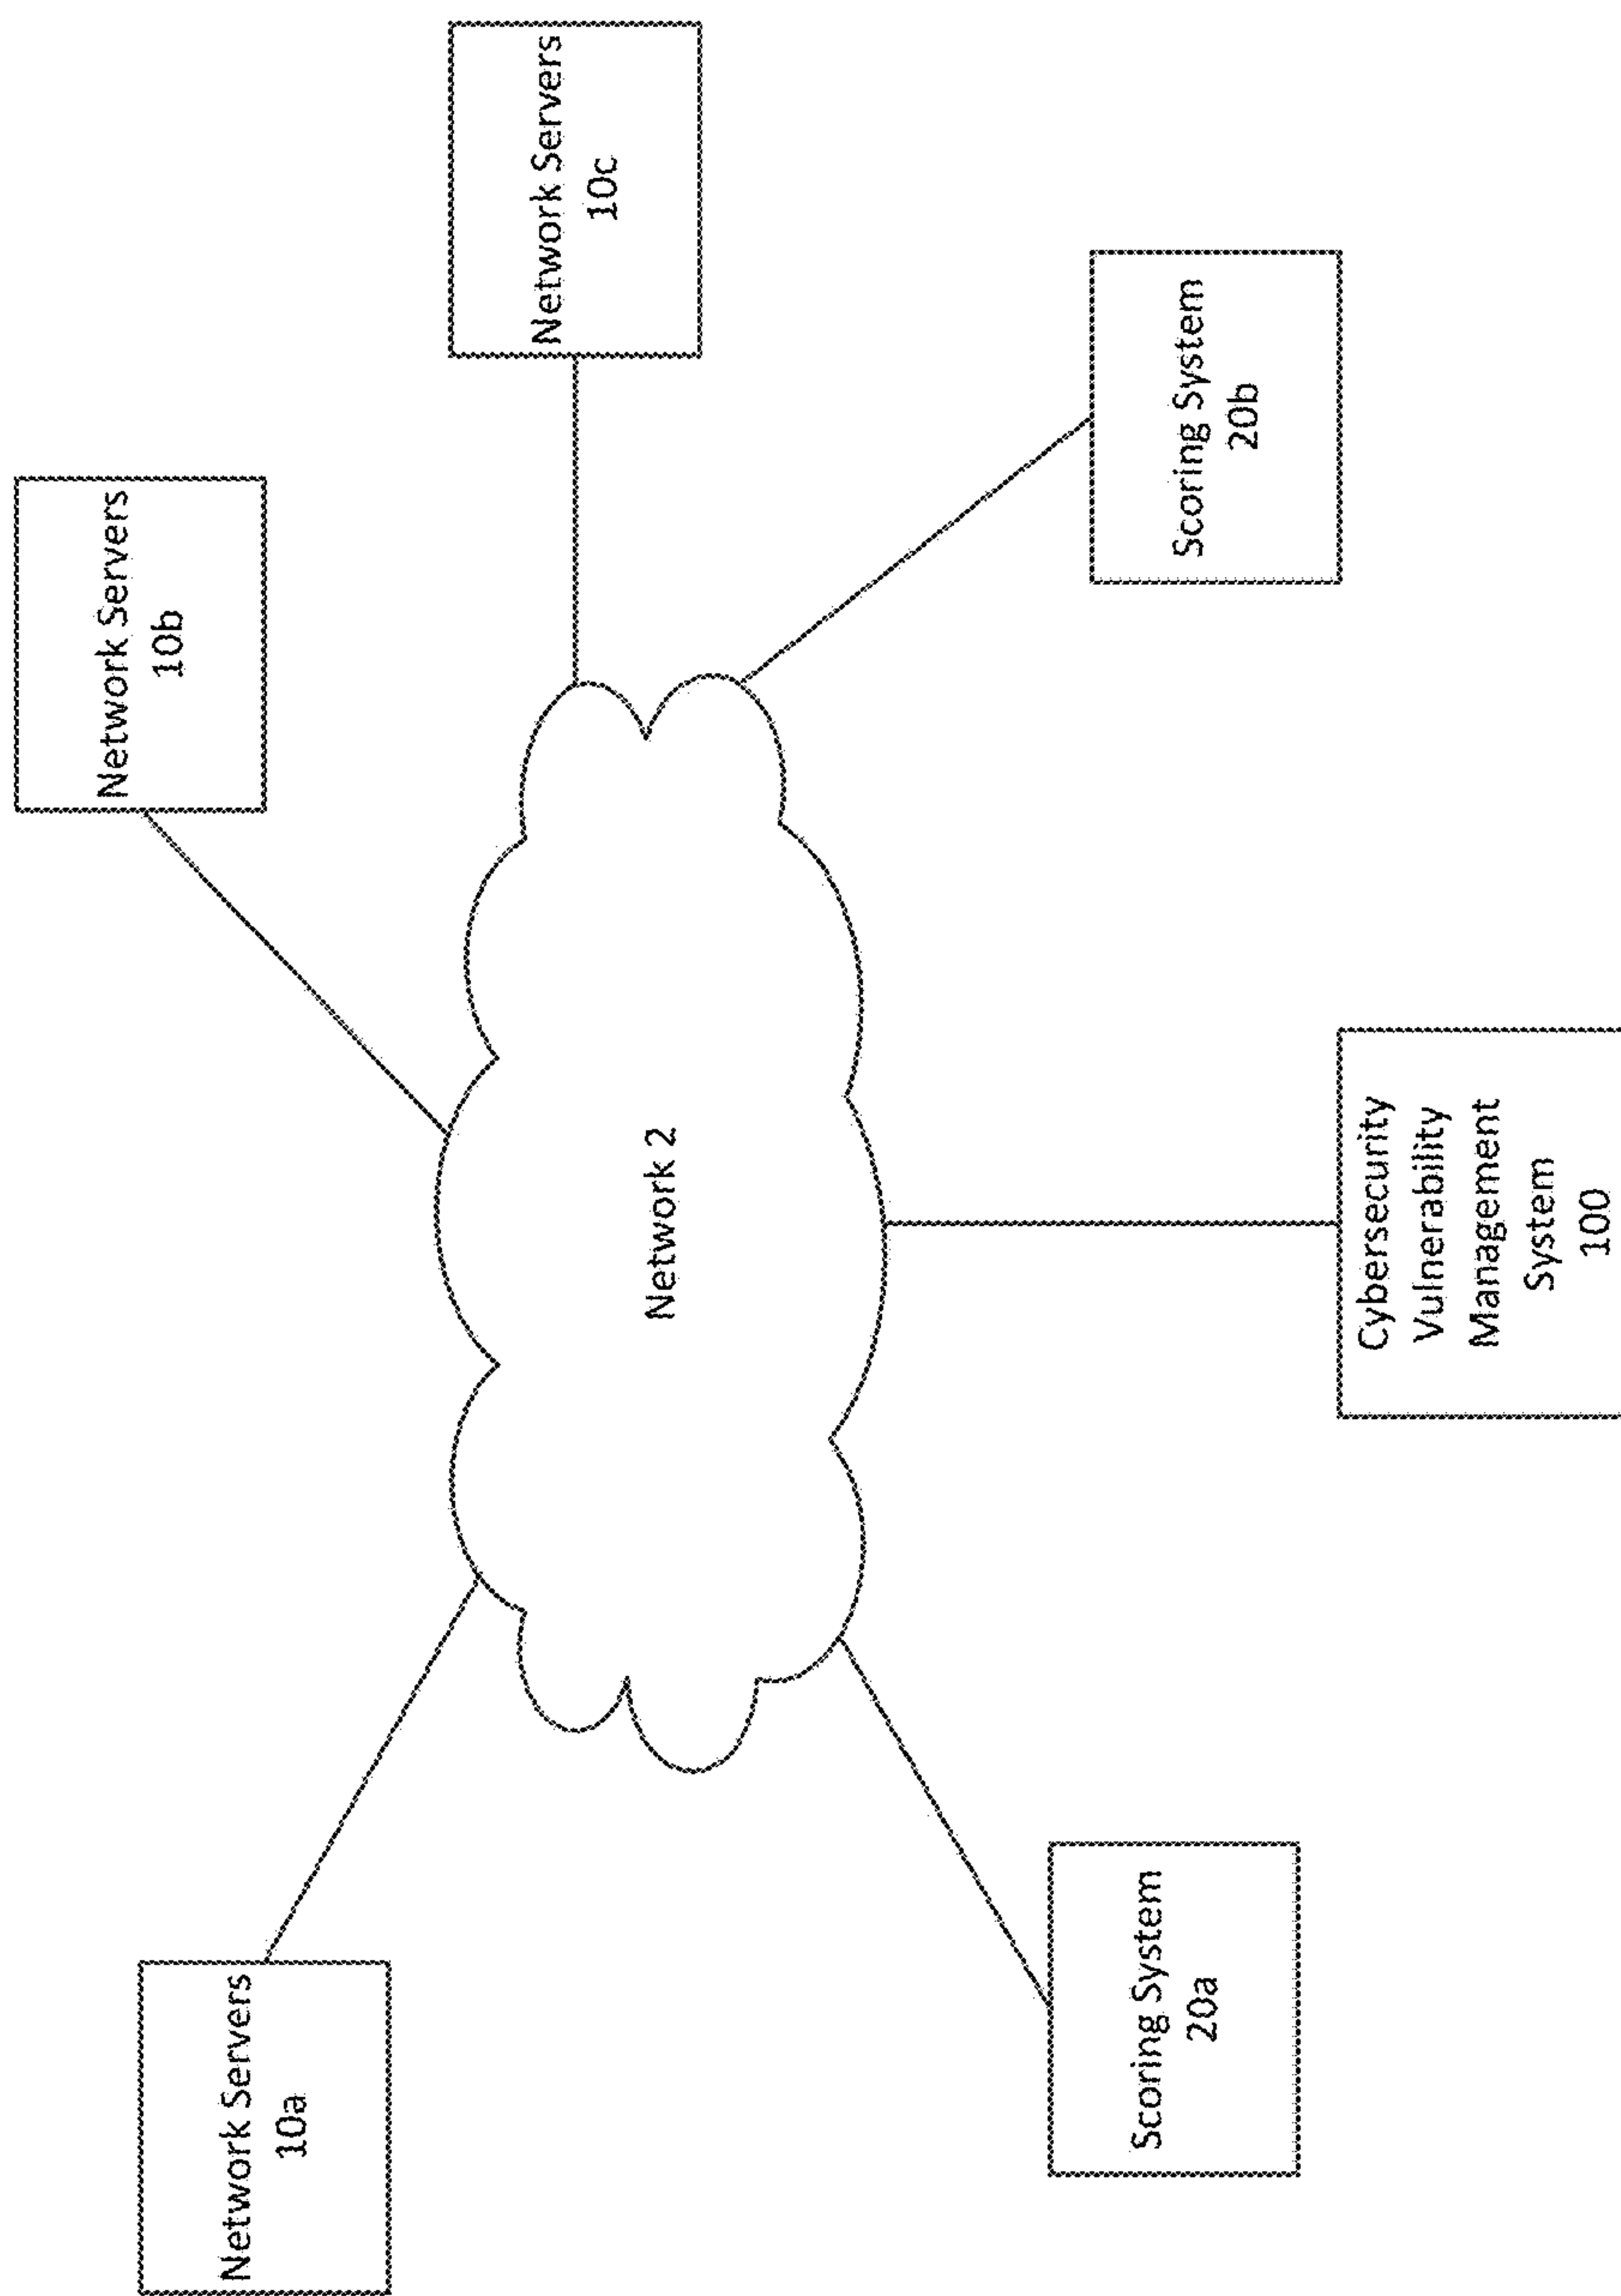 Network Servers
10a
Network Servers
10b
Network Servers
10c
Network 2
Scoring System
20a
Cybersecurity
Vulnerability
Management
System
100
Scoring System
20b